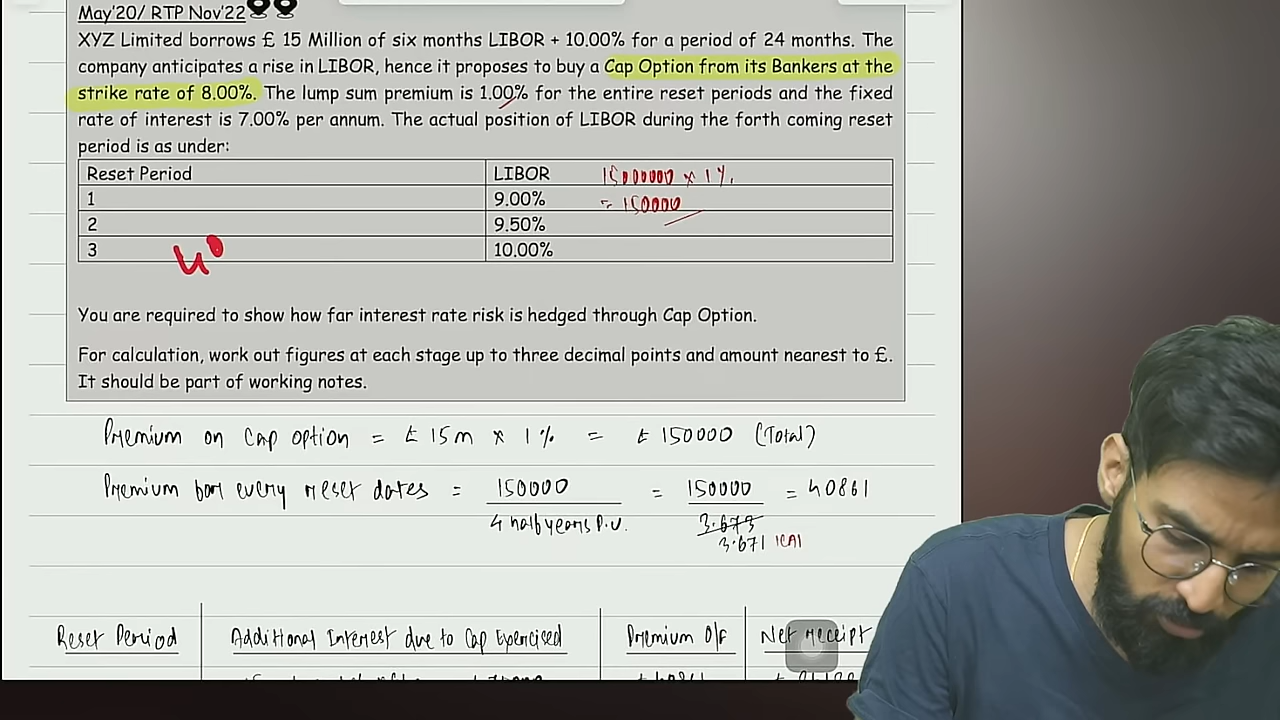 May'20/ RTP Nov'22
XYZ Limited borrows £ 15 Million of six months LIBOR + 10.00% for a period of 24 months. The
company anticipates a rise in LIBOR, hence it proposes to buy a Cap Option from its Bankers at the
strike rate of 8.00%. The lump sum premium is 1.00% for the entire reset periods and the fixed
rate of interest is 7.00% per annum. The actual position of LIBOR during the forth coming reset
period is as under:
Reset Period LIBOR 15000000 × 1%
1 9.00% = 150000
2 9.50%
3 10.00%
You are required to show how far interest rate risk is hedged through Cap Option.
For calculation, work out figures at each stage up to three decimal points and amount nearest to £.
It should be part of working notes.
Premium on Cap option = £ 15m × 1% = £ 150000 (Total)
Premium for every reset dates = 150000 = 150000 = 40861
4 half years P.V. 3.673
3.671 ICAI
Reset Period Additional Interest due to Cap Exercised Premium O/F Net receipt